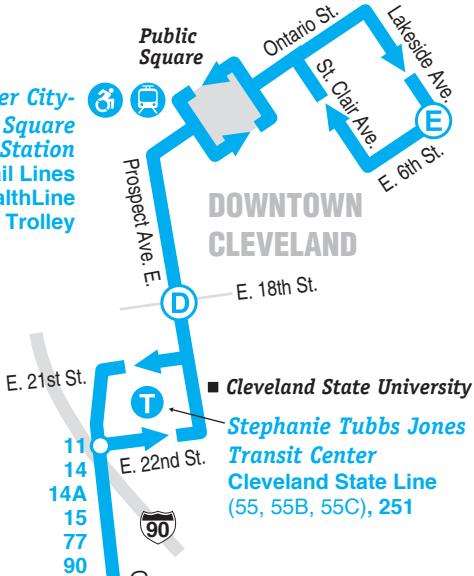 Public
Square
Ontario St.
Lakeside Ave.
St. Clair Ave.
E
E. 6th St.
er City-
Square
Station
ail Lines
althLine
Trolley
Prospect Ave. E.
DOWNTOWN
CLEVELAND
D
E. 18th St.
E. 21st St.
T
Cleveland State University
Stephanie Tubbs Jones
Transit Center
Cleveland State Line
(55, 55B, 55C), 251
E. 22nd St.
11
14
14A
15
77
90
90